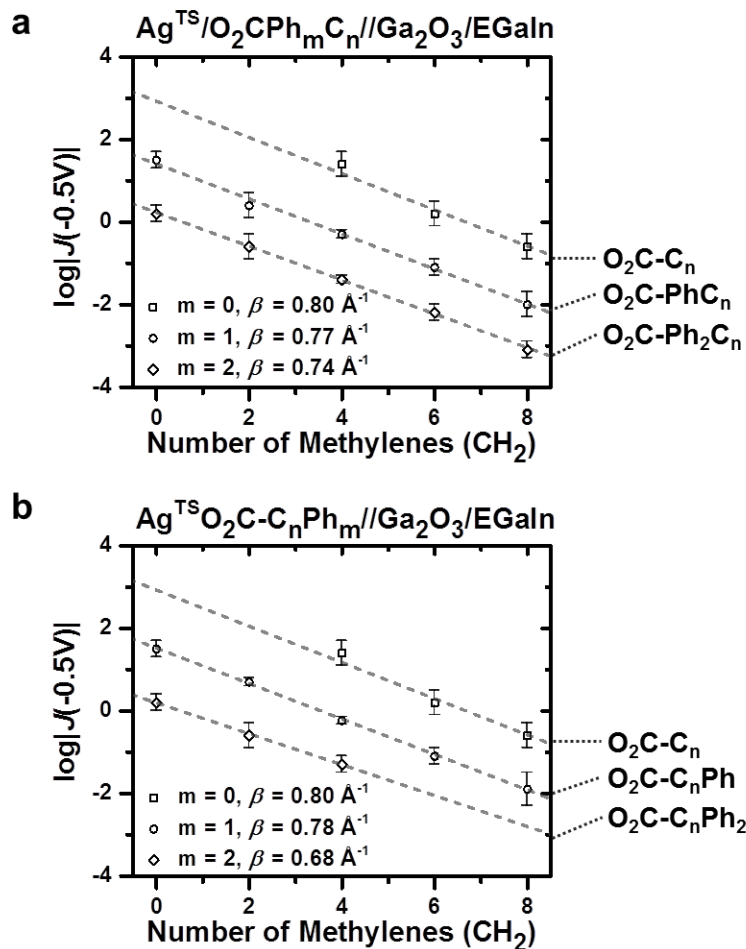 a
Ag^TS/O₂CPhₘCₙ//Ga₂O₃/EGaIn
log|J(-0.5V)|
4
2
0
-2
-4
m = 0, β = 0.80 Å⁻¹
m = 1, β = 0.77 Å⁻¹
m = 2, β = 0.74 Å⁻¹
O₂C-Cₙ
O₂C-PhCₙ
O₂C-Ph₂Cₙ
0 2 4 6 8
Number of Methylenes (CH₂)
b
Ag^TSO₂C-CₙPhₘ//Ga₂O₃/EGaIn
log|J(-0.5V)|
4
2
0
-2
-4
m = 0, β = 0.80 Å⁻¹
m = 1, β = 0.78 Å⁻¹
m = 2, β = 0.68 Å⁻¹
O₂C-Cₙ
O₂C-CₙPh
O₂C-CₙPh₂
0 2 4 6 8
Number of Methylenes (CH₂)